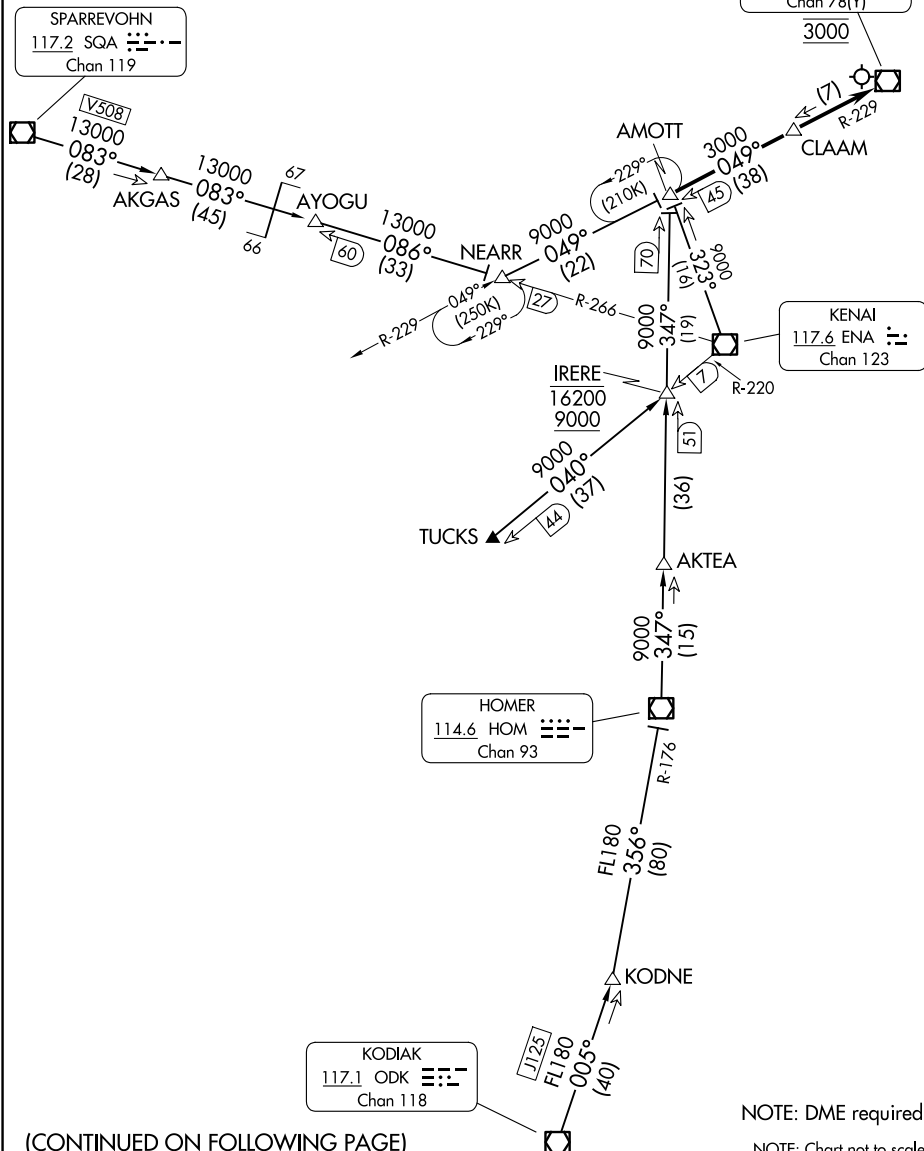 Chan 78(Y)
3000
SPARREVOHN
117.2 SQA
Chan 119
V508
13000
083°
(28)
AKGAS
13000
083°
(45)
67
66
AYOGU
60
13000
086°
(33)
NEARR
9000
049°
(22)
R-229
049°
(250K)
229°
27
R-266
AMOTT
229°
(210K)
3000
049°
(38)
45
CLAAM
(7)
R-229
70
9000
347°
(19)
9000
323°
(16)
KENAI
117.6 ENA
Chan 123
7
R-220
IRERE
16200
9000
51
9000
040°
(37)
44
TUCKS
(36)
AKTEA
9000
347°
(15)
HOMER
114.6 HOM
Chan 93
R-176
FL180
356°
(80)
KODNE
J125
FL180
005°
(40)
KODIAK
117.1 ODK
Chan 118
NOTE: DME required
NOTE: Chart not to scale
(CONTINUED ON FOLLOWING PAGE)